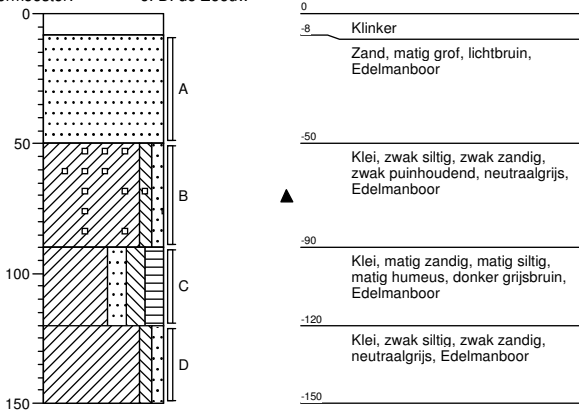 0
50
100
150
A
B
C
D
0
Klinker
-8
Zand, matig grof, lichtbruin,
Edelmanboor
-50
Klei, zwak siltig, zwak zandig,
zwak puinhoudend, neutraalgrijs,
Edelmanboor
-90
Klei, matig zandig, matig siltig,
matig humeus, donker grijsbruin,
Edelmanboor
-120
Klei, zwak siltig, zwak zandig,
neutraalgrijs, Edelmanboor
-150